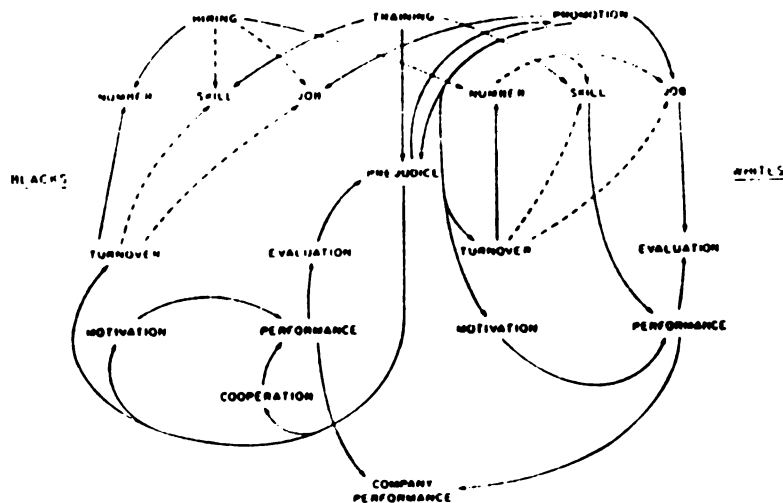 HIRING TRAINING PROMOTION
NUMBER SKILL JOB NUMBER SKILL JOB
PREJUDICE
BLACKS WHITES
TURNOVER EVALUATION TURNOVER EVALUATION
MOTIVATION PERFORMANCE MOTIVATION PERFORMANCE
COOPERATION
COMPANY
PERFORMANCE